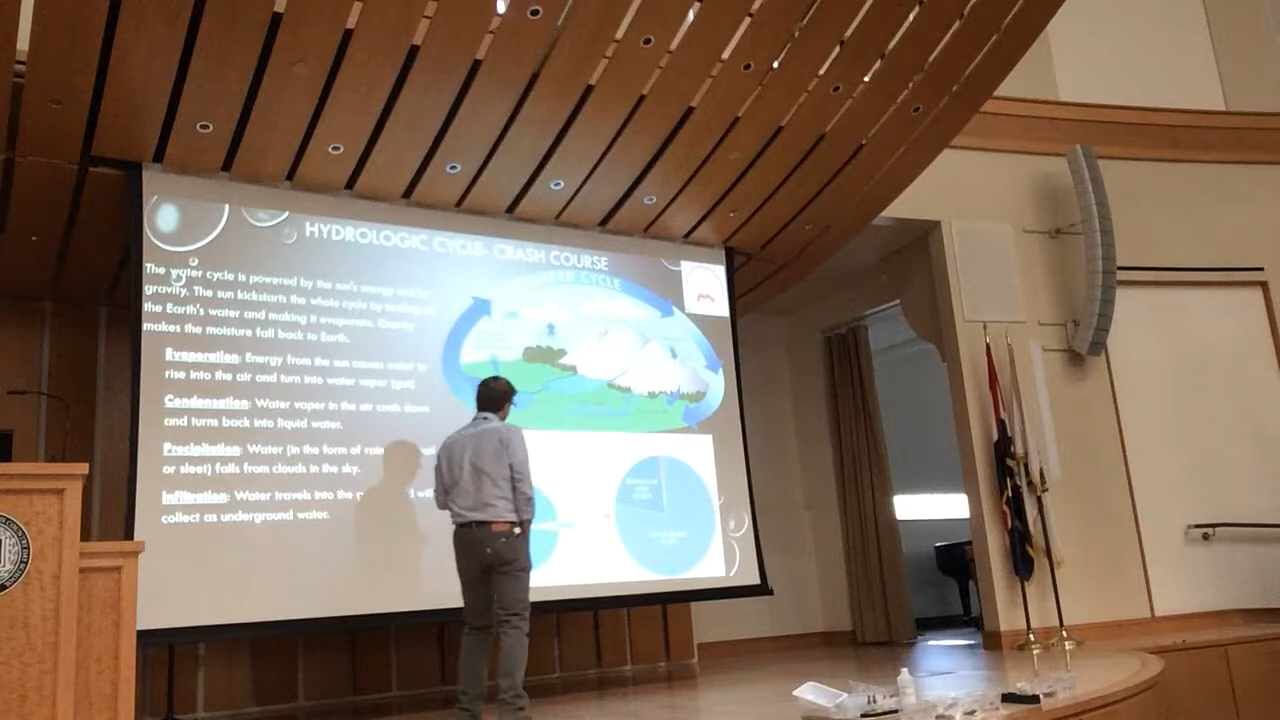 HYDROLOGIC CYCLE- CRASH COURSE
The water cycle is powered by the sun's energy and by
gravity. The sun kickstarts the whole cycle by
the Earth's water and making it evaporate. Gravity
makes the moisture fall back to Earth.
Evaporation: Energy from the sun causes water to
rise into the air and turn into water vapor (gas)
Condensation: Water vaper in the air cools down
and turns back into liquid water.
Precipitation: Water (in the form of rain
or sleet) falls from clouds in the sky.
Infiltration: Water travels into the will
collect as underground water.
WATER CYCLE